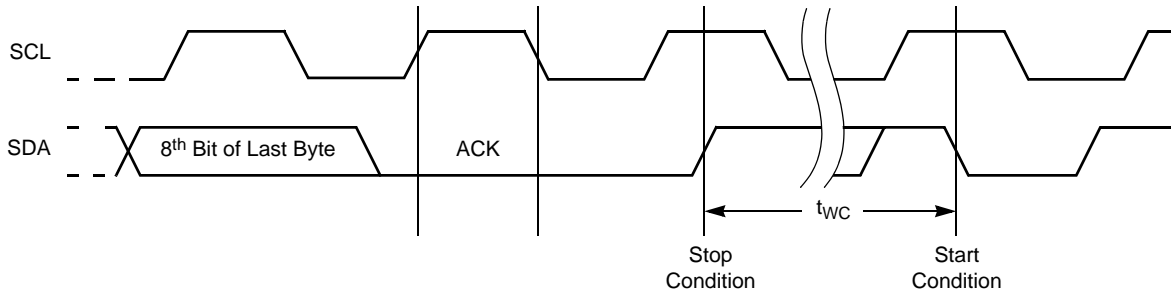 SCL
SDA
8th Bit of Last Byte
ACK
tWC
Stop
Condition
Start
Condition